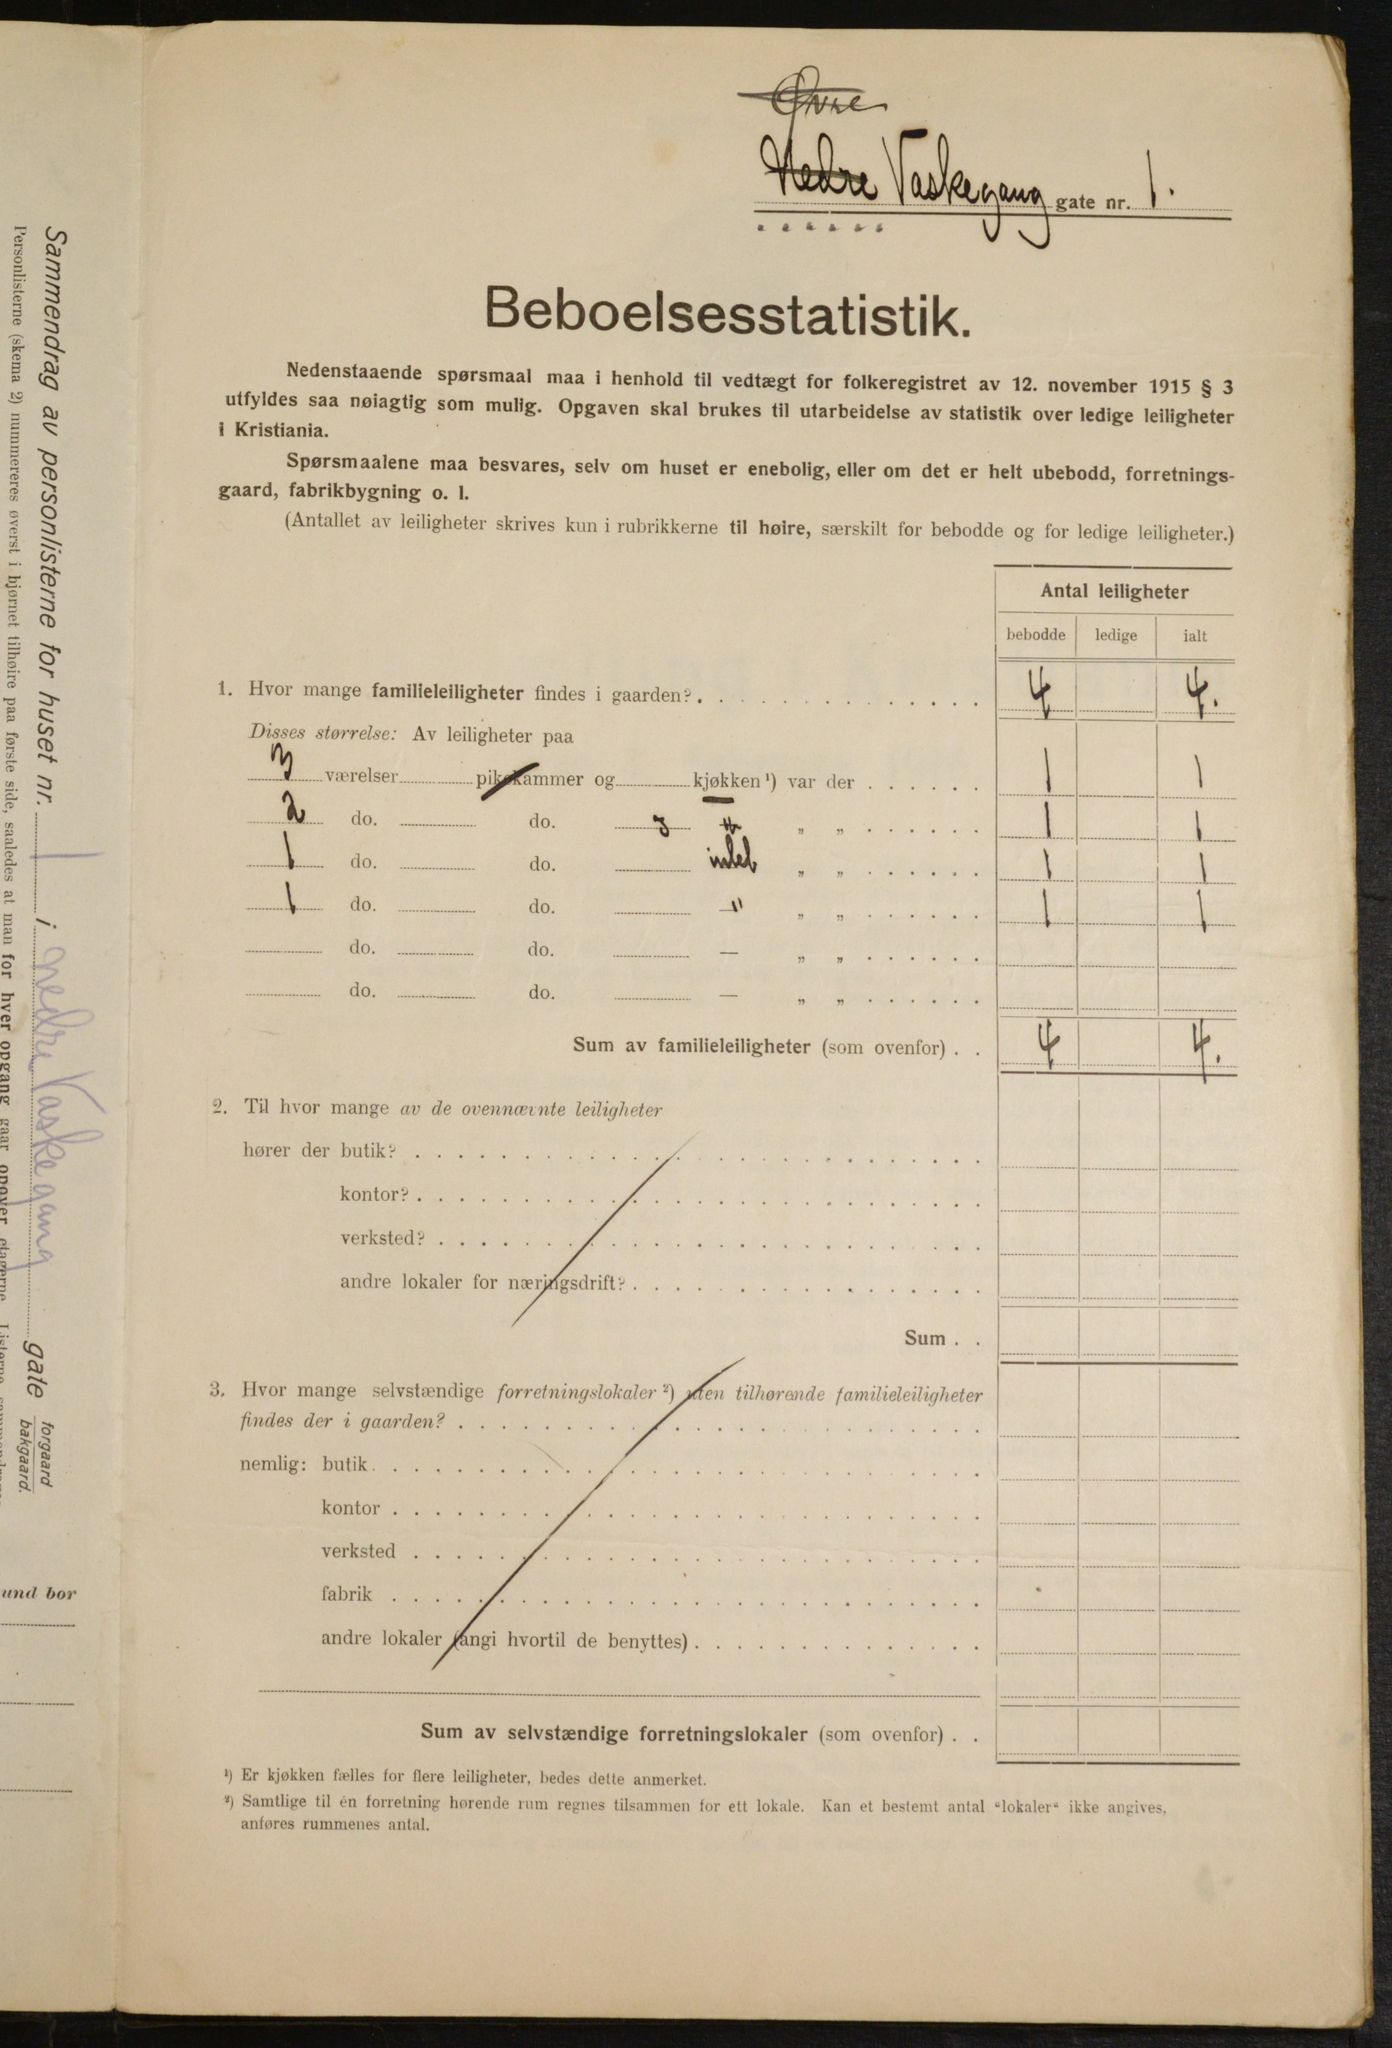 Øvre
Nedre Vaskegang gate nr. 1.
Beboelsesstatistik.
Nedenstaaende spørsmaal maa i henhold til vedtægt for folkeregistret av 12. november 1915 § 3
utfyldes saa nøiagtig som mulig. Opgaven skal brukes til utarbeidelse av statistik over ledige leiligheter
i Kristiania.
Spørsmaalene maa besvares, selv om huset er enebolig, eller om det er helt ubebodd, forretnings-
gaard, fabrikbygning o. l.
(Antallet av leiligheter skrives kun i rubrikkerne til høire, særskilt for bebodde og for ledige leiligheter.)
Antal leiligheter
bebodde ledige ialt
1. Hvor mange familieleiligheter findes i gaarden? 4 4.
Disses størrelse: Av leiligheter paa
3 værelser pikekammer og kjøkken ¹) var der 1 1
2 do. do. „ „ 1 1
1 do. do. „ „ 1 1
1 do. do. " „ „ 1 1
do. do. — „ „
do. do. — „ „
Sum av familieleiligheter (som ovenfor) . . 4 4.
2. Til hvor mange av de ovennævnte leiligheter
hører der butik?
kontor?
verksted?
andre lokaler for næringsdrift?
Sum . .
3. Hvor mange selvstændige forretningslokaler ²) uten tilhørende familieleiligheter
findes der i gaarden?
nemlig: butik
kontor
verksted
fabrik
andre lokaler (angi hvortil de benyttes)
Sum av selvstændige forretningslokaler (som ovenfor) . .
¹) Er kjøkken fælles for flere leiligheter, bedes dette anmerket.
²) Samtlige til én forretning hørende rum regnes tilsammen for ett lokale. Kan et bestemt antal “lokaler“ ikke angives,
anføres rummenes antal.
Sammendrag av personlisterne for huset nr. 1 i Nedre Vaskegang gate forgaard
bakgaard.
Personlisterne (skema 2) nummereres øverst i hjørnet tilhøire paa første side, saaledes at man for hver opgang gaar opover etagerne. Listerne
und bor